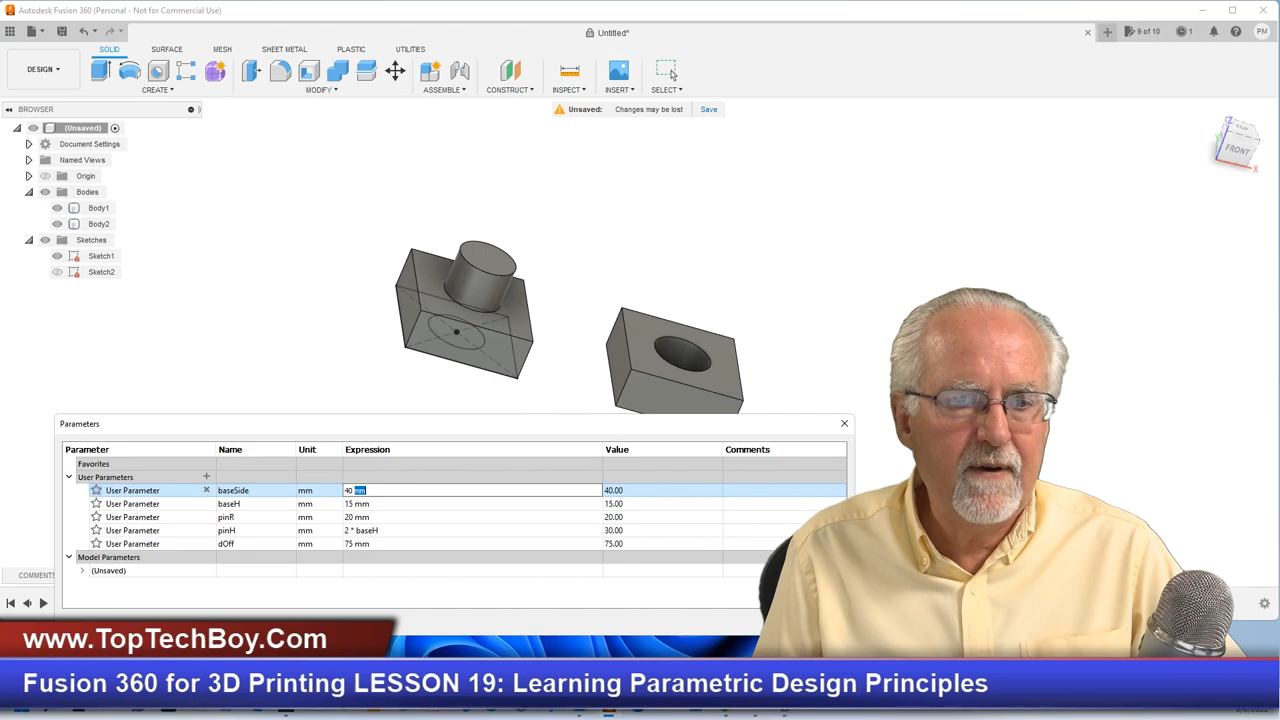 Autodesk Fusion 360 (Personal - Not for Commercial Use)
Untitled*
9 of 10
1
PM
SOLID SURFACE MESH SHEET METAL PLASTIC UTILITIES
DESIGN
CREATE MODIFY ASSEMBLE CONSTRUCT INSPECT INSERT SELECT
BROWSER
Unsaved: Changes may be lost Save
(Unsaved)
Document Settings
Named Views
Origin
Bodies
Body1
Body2
Sketches
Sketch1
Sketch2
Z
TOP
FRONT
X
Parameters
Parameter Name Unit Expression Value Comments
Favorites
User Parameters
User Parameter baseSide mm 40 mm 40.00
User Parameter baseH mm 15 mm 15.00
User Parameter pinR mm 20 mm 20.00
User Parameter pinH mm 2 * baseH 30.00
User Parameter dOff mm 75 mm 75.00
Model Parameters
(Unsaved)
COMMENTS
www.TopTechBoy.Com
Fusion 360 for 3D Printing LESSON 19: Learning Parametric Design Principles